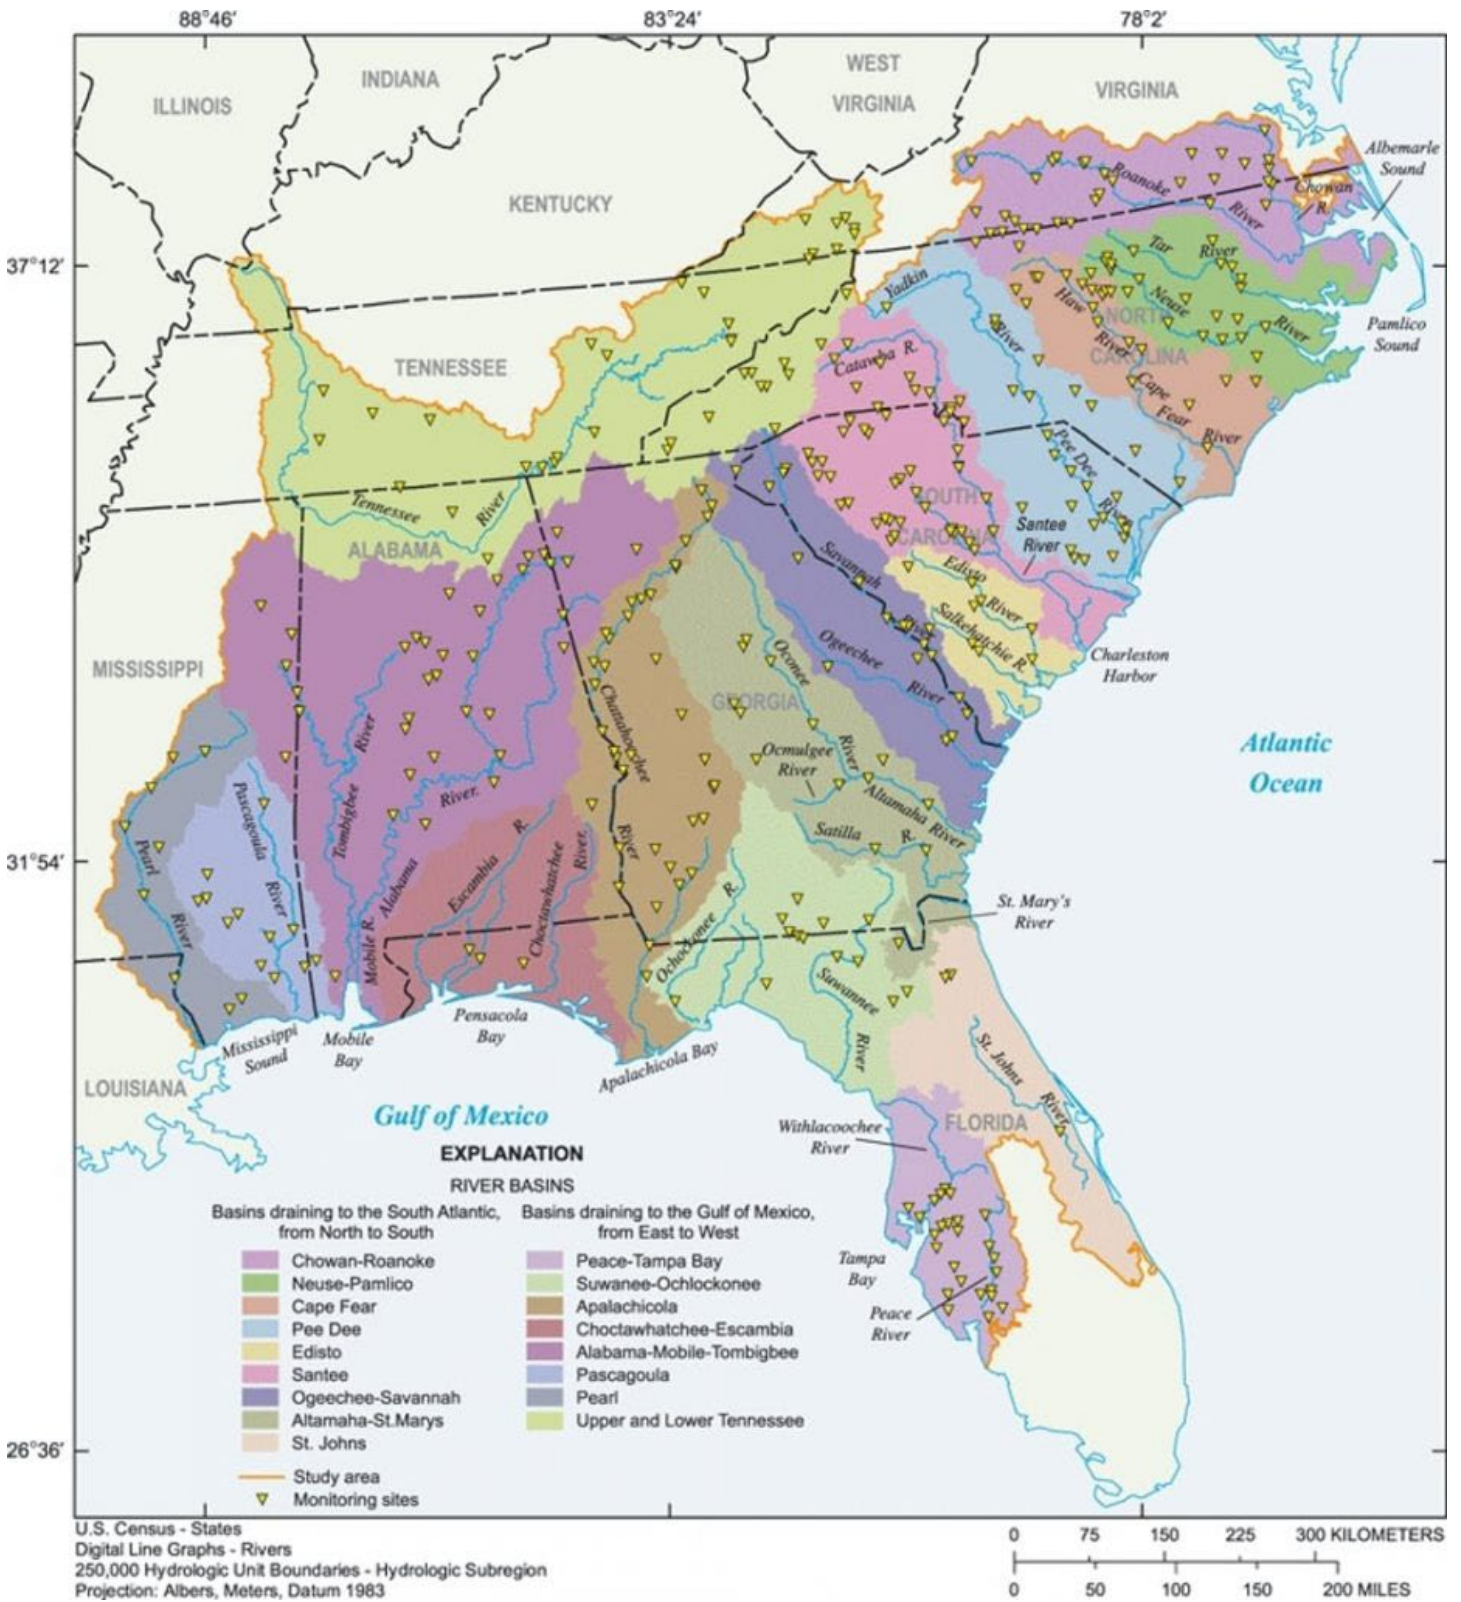 88°46′ 83°24′ 78°2′
ILLINOIS
INDIANA
WEST
VIRGINIA
VIRGINIA
KENTUCKY
Albemarle
Sound
Roanoke
River
Chowan
R.
37°12′
Tar
River
Yadkin
River
Haw
River
Neuse
River
NORTH
CAROLINA
Pamlico
Sound
TENNESSEE
Catawba R.
Cape
Fear
River
Pee Dee
River
Tennessee
River
ALABAMA
SOUTH
CAROLINA
Santee
River
Savannah
River
Edisto
River
Salkehatchie R.
MISSISSIPPI
Ogeechee
River
Oconee
River
Charleston
Harbor
GEORGIA
Chattahoochee
River
Ocmulgee
River
Altamaha River
Atlantic
Ocean
Tombigbee
River
Alabama
River.
Pascagoula
River
Pearl
River
Satilla
R.
31°54′
Escambia
R.
Choctawhatchee
River.
Mobile R.
Ochockonee
R.
St. Mary's
River
Suwannee
River
Mississippi
Sound
Mobile
Bay
Pensacola
Bay
Apalachicola Bay
St. Johns
River
LOUISIANA
Gulf of Mexico
Withlacoochee
River
FLORIDA
Tampa
Bay
Peace
River
EXPLANATION
RIVER BASINS
Basins draining to the South Atlantic,
from North to South
Chowan-Roanoke
Neuse-Pamlico
Cape Fear
Pee Dee
Edisto
Santee
Ogeechee-Savannah
Altamaha-St.Marys
St. Johns
Basins draining to the Gulf of Mexico,
from East to West
Peace-Tampa Bay
Suwanee-Ochlockonee
Apalachicola
Choctawhatchee-Escambia
Alabama-Mobile-Tombigbee
Pascagoula
Pearl
Upper and Lower Tennessee
26°36′
Study area
Monitoring sites
U.S. Census - States
Digital Line Graphs - Rivers
250,000 Hydrologic Unit Boundaries - Hydrologic Subregion
Projection: Albers, Meters, Datum 1983
0 75 150 225 300 KILOMETERS
0 50 100 150 200 MILES